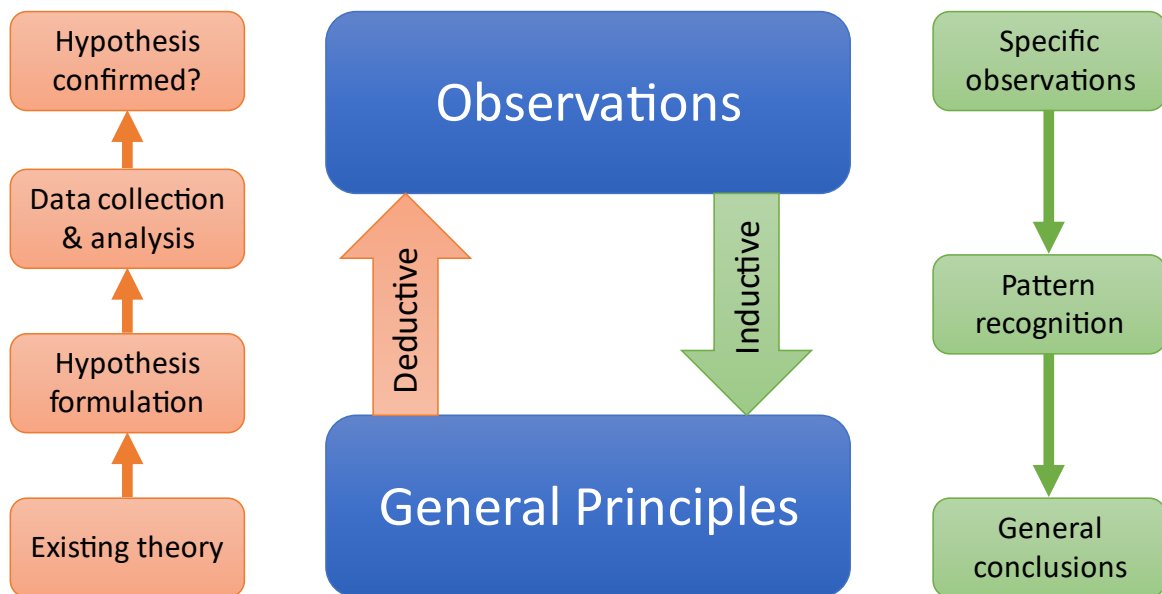 Hypothesis
confirmed?
Data collection
& analysis
Hypothesis
formulation
Existing theory
Observations
Deductive
Inductive
General Principles
Specific
observations
Pattern
recognition
General
conclusions